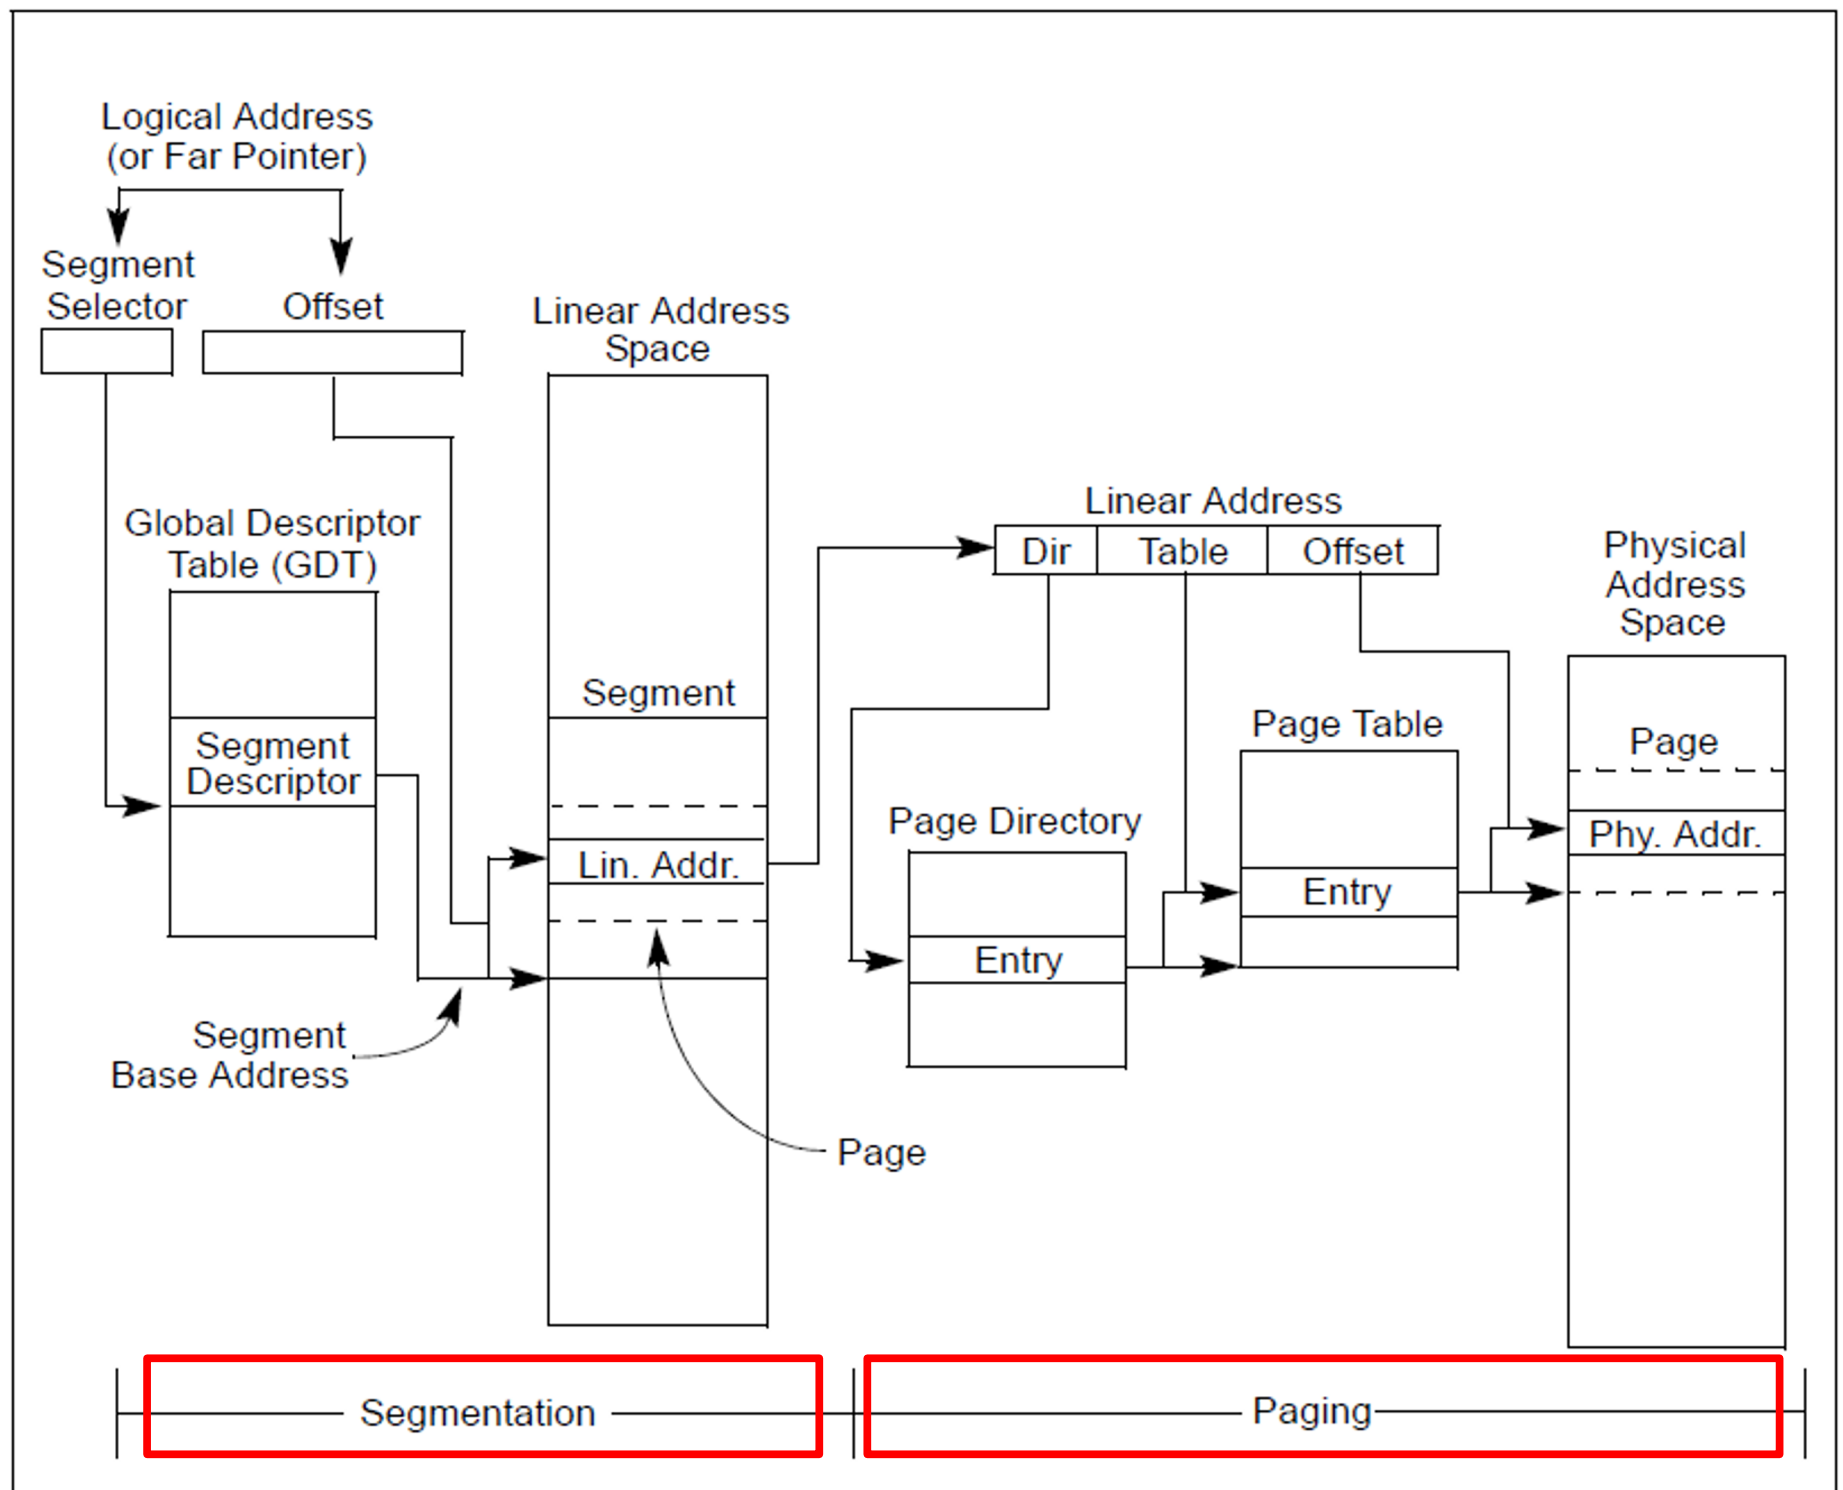 Logical Address
(or Far Pointer)
Segment
Selector
Offset
Linear Address
Space
Global Descriptor
Table (GDT)
Segment
Descriptor
Segment
Lin. Addr.
Segment
Base Address
Page
Linear Address
Dir
Table
Offset
Page Directory
Entry
Page Table
Entry
Physical
Address
Space
Page
Phy. Addr.
Segmentation
Paging